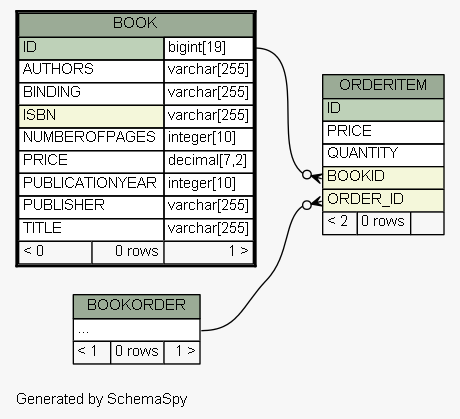 BOOK
ID bigint[19]
AUTHORS varchar[255]
BINDING varchar[255]
ISBN varchar[255]
NUMBEROFPAGES integer[10]
PRICE decimal[7,2]
PUBLICATIONYEAR integer[10]
PUBLISHER varchar[255]
TITLE varchar[255]
< 0 0 rows 1 >
ORDERITEM
ID
PRICE
QUANTITY
BOOKID
ORDER_ID
< 2 0 rows
BOOKORDER
...
< 1 0 rows 1 >
Generated by SchemaSpy